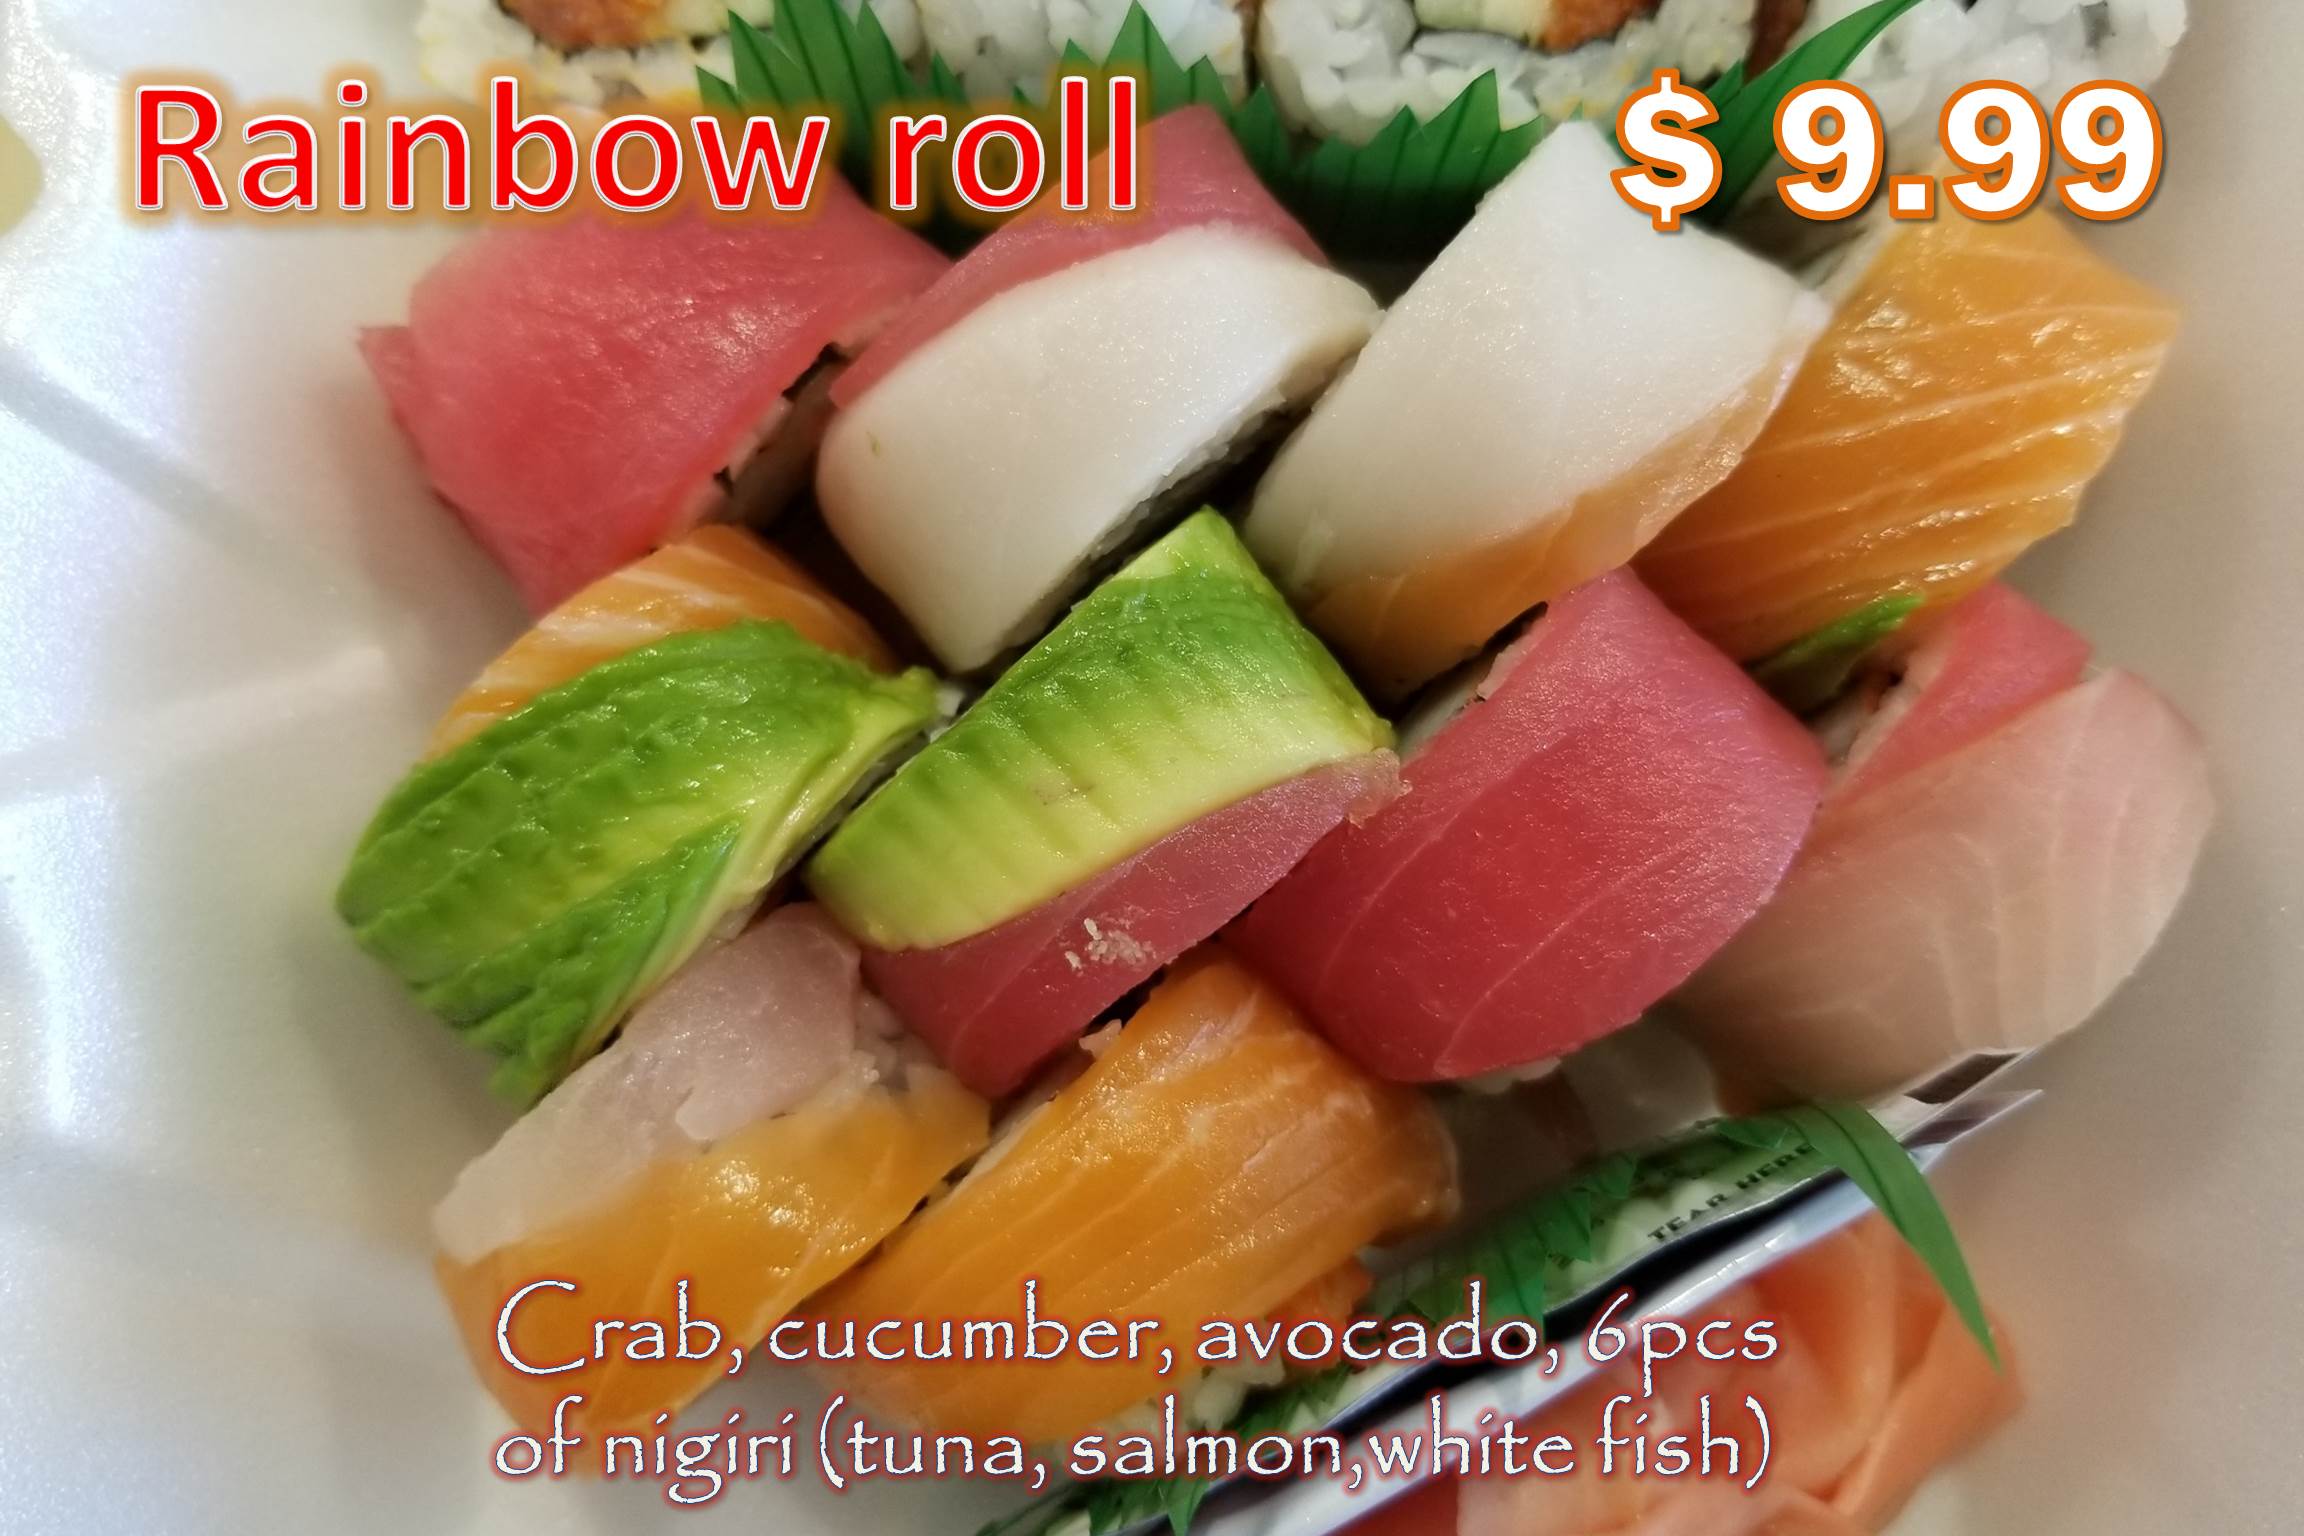 Rainbow roll
$ 9.99
TEAR HERE
Crab, cucumber, avocado, 6pcs
of nigiri (tuna, salmon,white fish)